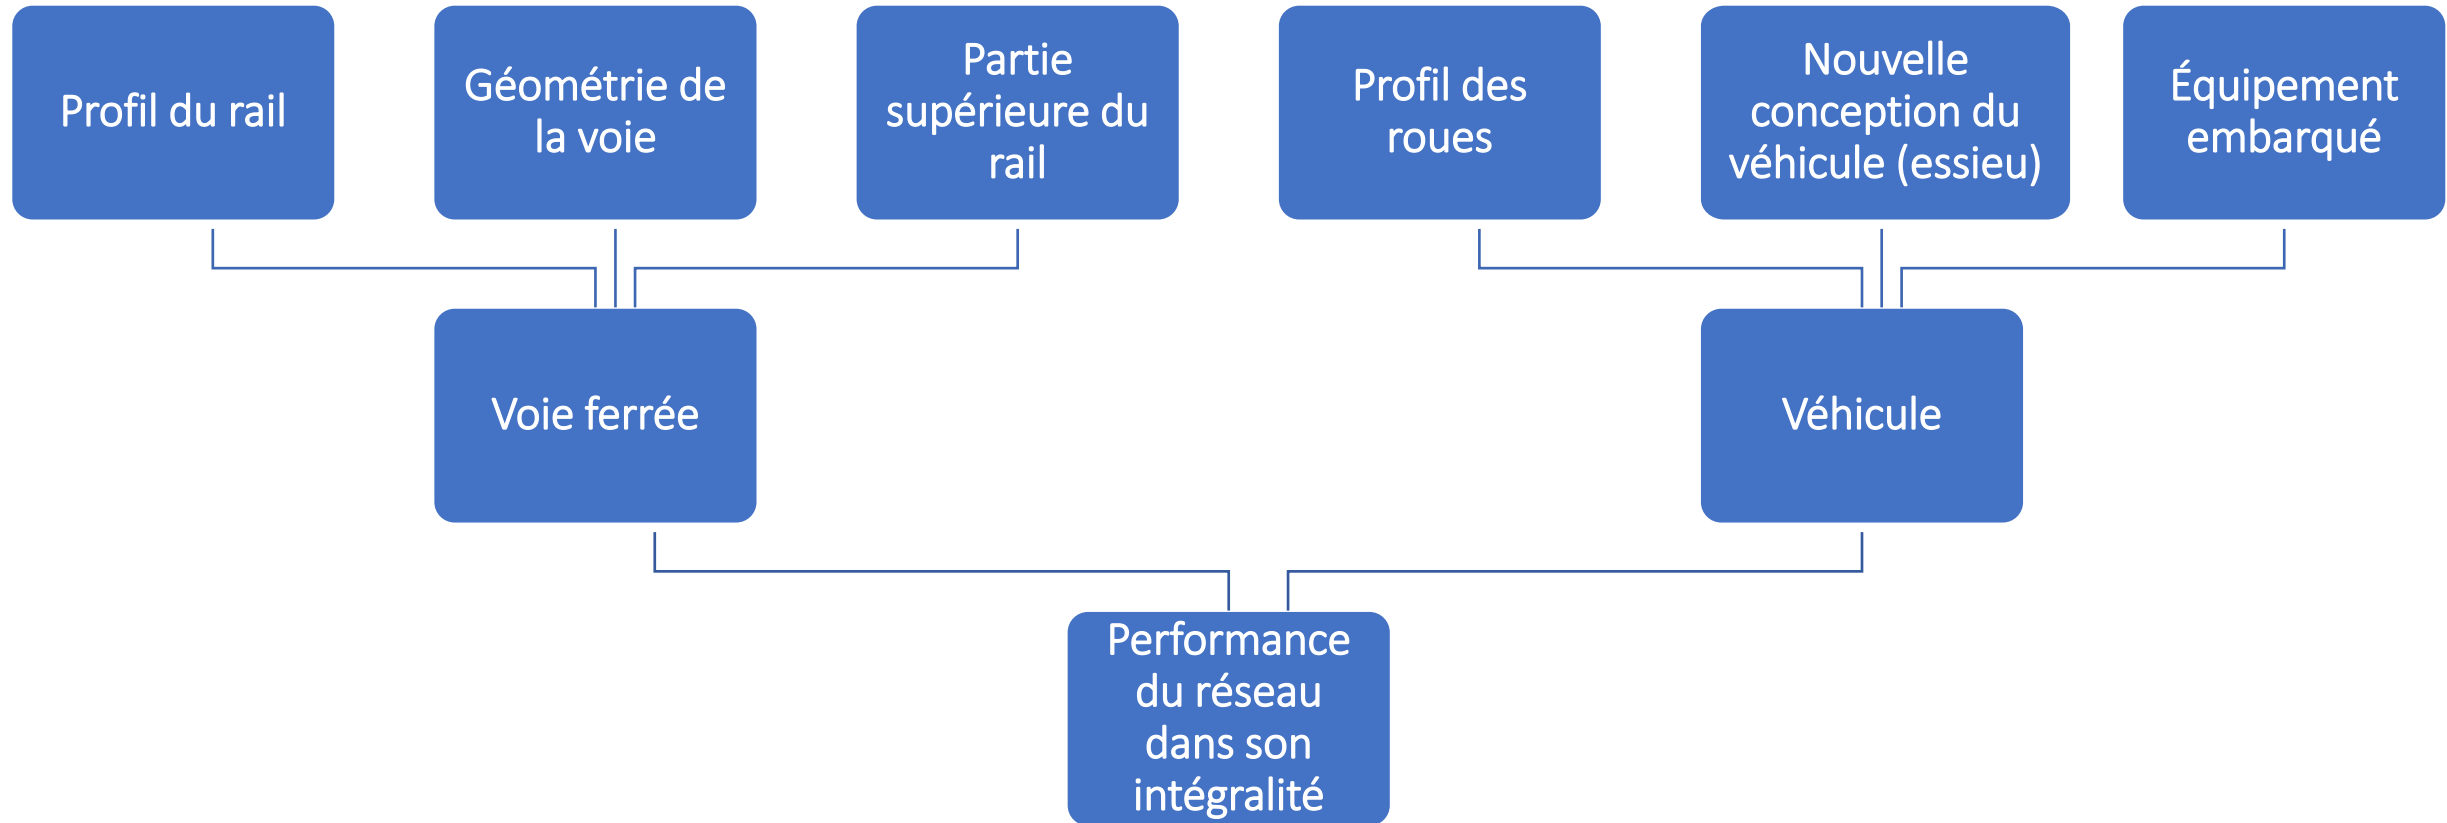 Profil du rail
Géométrie de
la voie
Partie
supérieure du
rail
Profil des
roues
Nouvelle
conception du
véhicule (essieu)
Équipement
embarqué
Voie ferrée
Véhicule
Performance
du réseau
dans son
intégralité